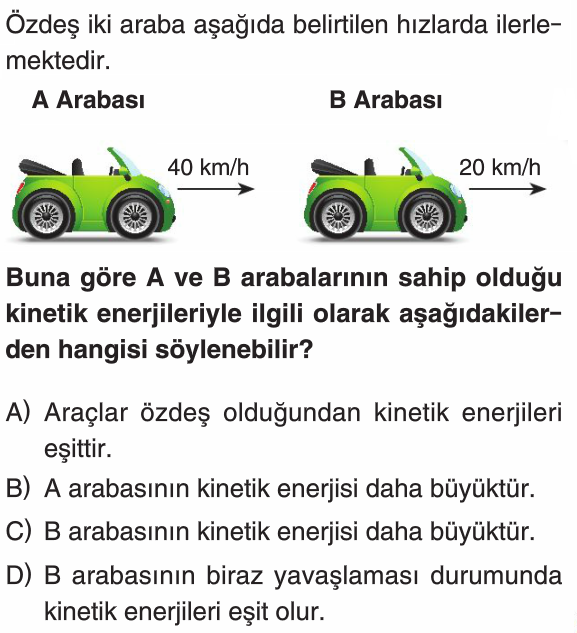 Özdeş iki araba aşağıda belirtilen hızlarda ilerle-
mektedir.
A Arabası B Arabası
40 km/h 20 km/h
Buna göre A ve B arabalarının sahip olduğu
kinetik enerjileriyle ilgili olarak aşağıdakiler-
den hangisi söylenebilir?
A) Araçlar özdeş olduğundan kinetik enerjileri
eşittir.
B) A arabasının kinetik enerjisi daha büyüktür.
C) B arabasının kinetik enerjisi daha büyüktür.
D) B arabasının biraz yavaşlaması durumunda
kinetik enerjileri eşit olur.